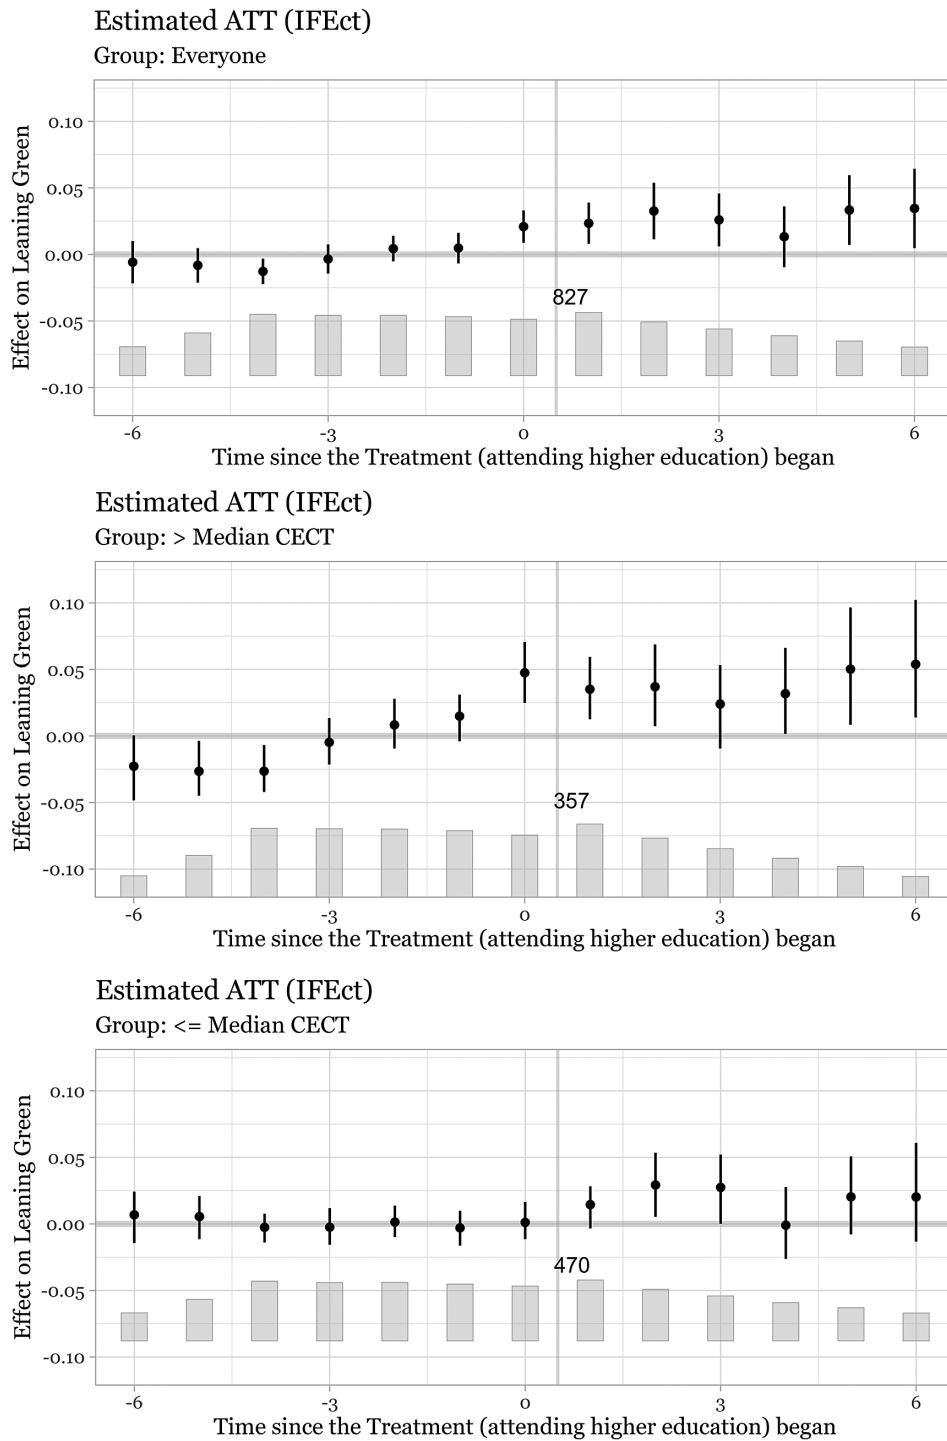 Estimated ATT (IFEct)
Group: Everyone
Effect on Leaning Green
0.10
0.05
0.00
-0.05
-0.10
827
-6 -3 0 3 6
Time since the Treatment (attending higher education) began
Estimated ATT (IFEct)
Group: > Median CECT
Effect on Leaning Green
0.10
0.05
0.00
-0.05
-0.10
357
-6 -3 0 3 6
Time since the Treatment (attending higher education) began
Estimated ATT (IFEct)
Group: <= Median CECT
Effect on Leaning Green
0.10
0.05
0.00
-0.05
-0.10
470
-6 -3 0 3 6
Time since the Treatment (attending higher education) began